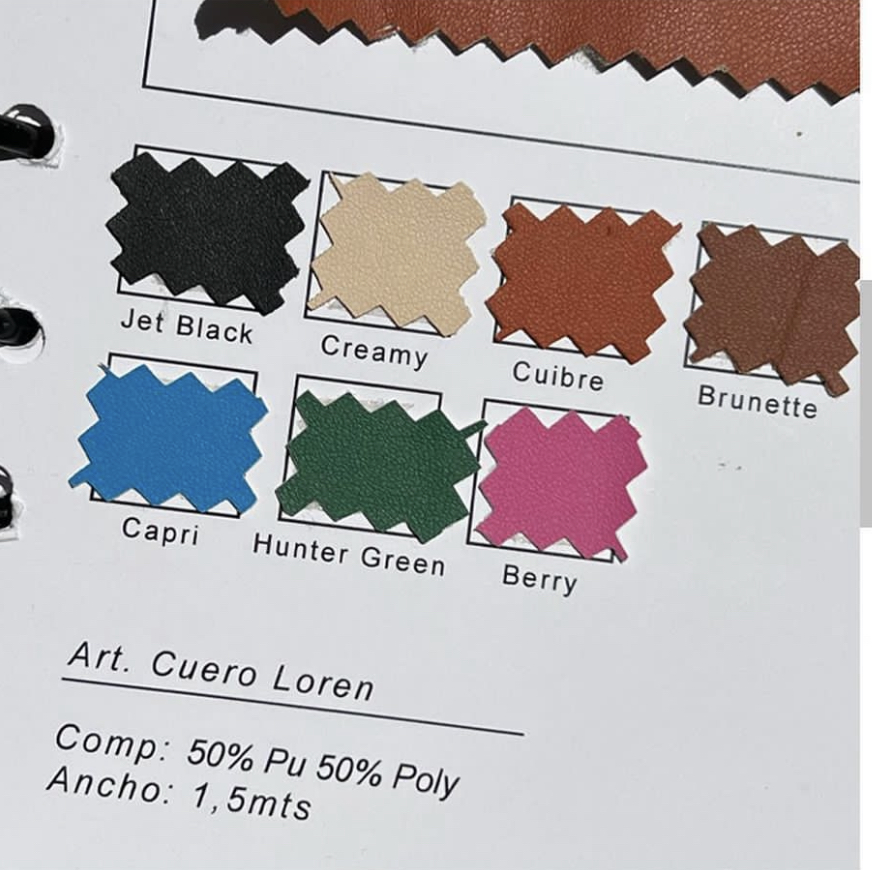 Jet Black
Creamy
Cuibre
Brunette
Capri
Hunter Green
Berry
Art. Cuero Loren
Comp: 50% Pu 50% Poly
Ancho: 1,5mts